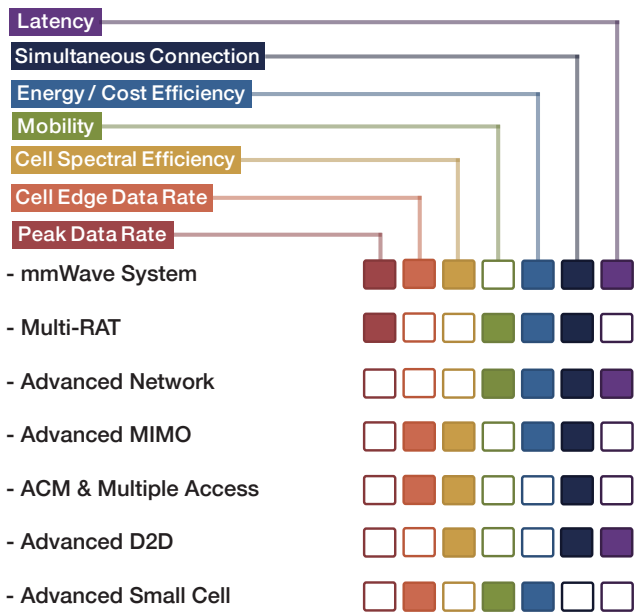 Latency
Simultaneous Connection
Energy / Cost Efficiency
Mobility
Cell Spectral Efficiency
Cell Edge Data Rate
Peak Data Rate
- mmWave System
- Multi-RAT
- Advanced Network
- Advanced MIMO
- ACM & Multiple Access
- Advanced D2D
- Advanced Small Cell